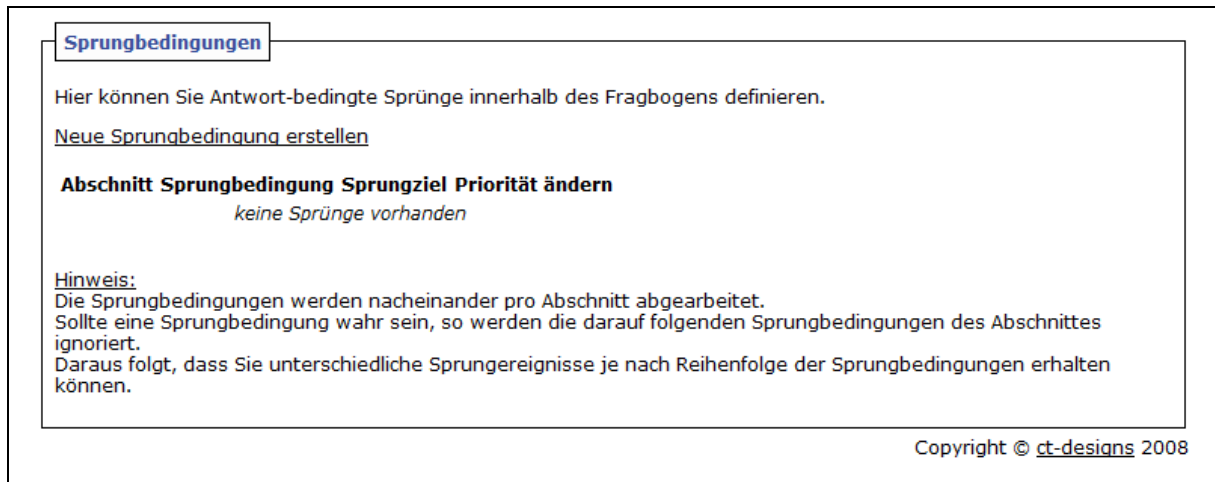 Sprungbedingungen
Hier können Sie Antwort-bedingte Sprünge innerhalb des Fragbogens definieren.
Neue Sprungbedingung erstellen
Abschnitt Sprungbedingung Sprungziel Priorität ändern
keine Sprünge vorhanden
Hinweis:
Die Sprungbedingungen werden nacheinander pro Abschnitt abgearbeitet.
Sollte eine Sprungbedingung wahr sein, so werden die darauf folgenden Sprungbedingungen des Abschnittes
ignoriert.
Daraus folgt, dass Sie unterschiedliche Sprungereignisse je nach Reihenfolge der Sprungbedingungen erhalten
können.
Copyright © ct-designs 2008